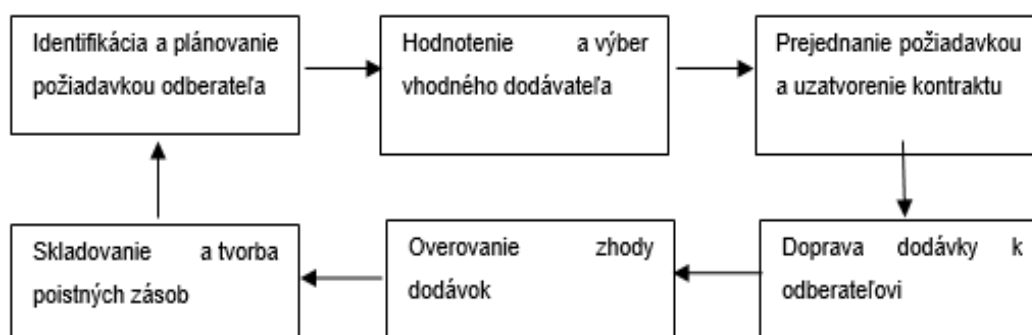 Identifikácia a plánovanie
požiadavkou odberateľa
Hodnotenie a výber
vhodného dodávateľa
Prejednanie požiadavkou
a uzatvorenie kontraktu
Skladovanie a tvorba
poistných zásob
Overovanie zhody
dodávok
Doprava dodávky k
odberateľovi